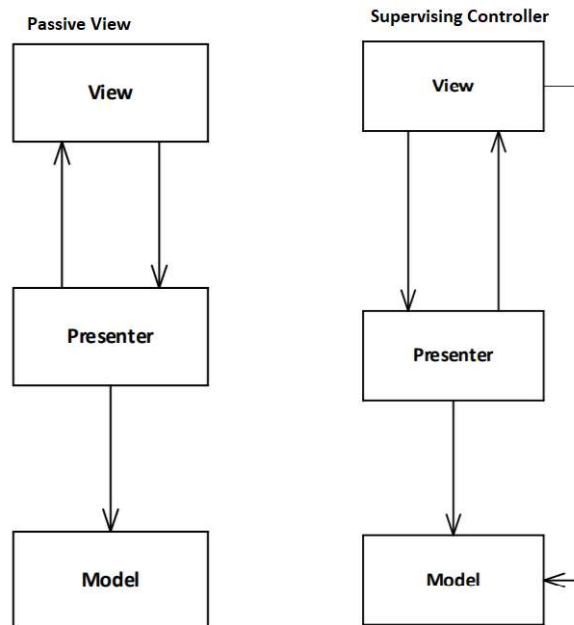 Passive View
View
Presenter
Model
Supervising Controller
View
Presenter
Model